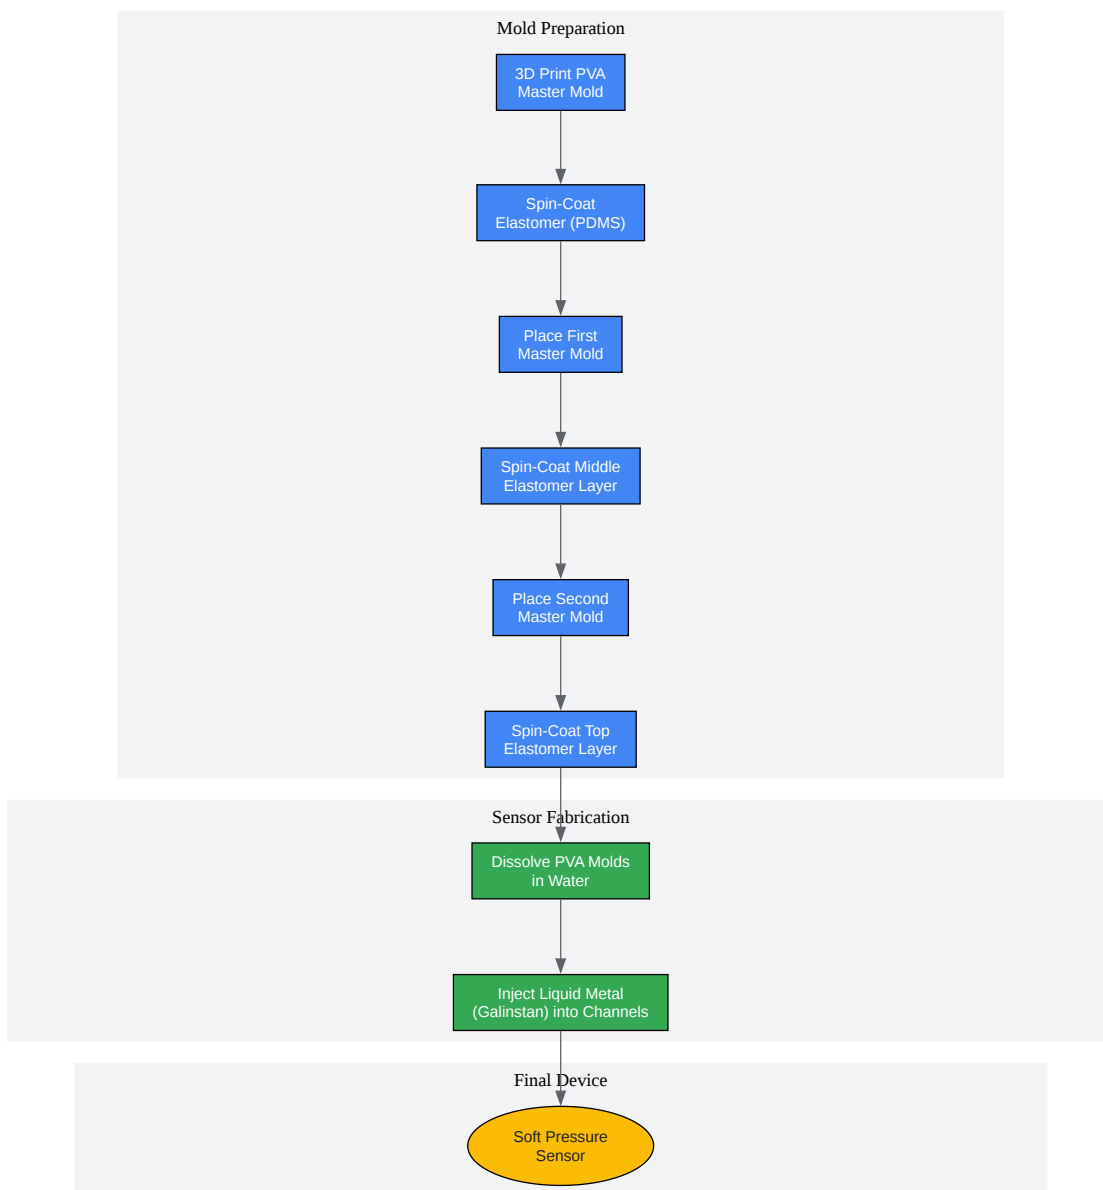 Mold Preparation
3D Print PVA
Master Mold
Spin-Coat
Elastomer (PDMS)
Place First
Master Mold
Spin-Coat Middle
Elastomer Layer
Place Second
Master Mold
Spin-Coat Top
Elastomer Layer
Sensor Fabrication
Dissolve PVA Molds
in Water
Inject Liquid Metal
(Galinstan) into Channels
Final Device
Soft Pressure
Sensor